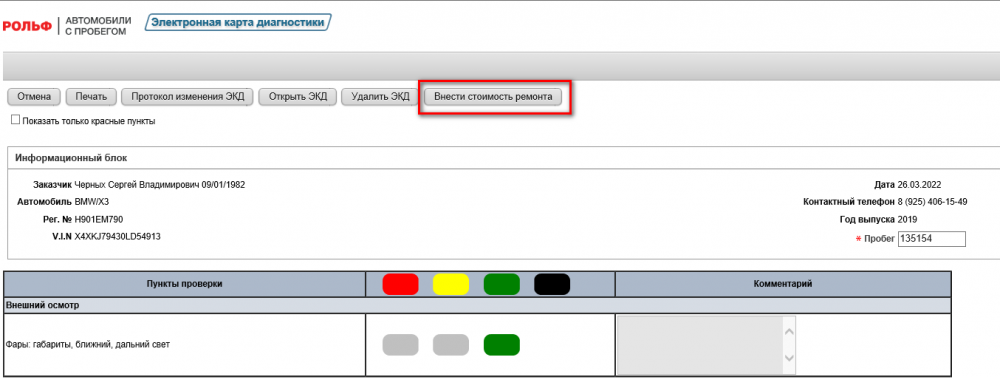 РОЛЬФ
АВТОМОБИЛИ
С ПРОБЕГОМ
Электронная карта диагностики
Отмена Печать Протокол изменения ЭКД Открыть ЭКД Удалить ЭКД Внести стоимость ремонта
Показать только красные пункты
Информационный блок
Заказчик Черных Сергей Владимирович 09/01/1982
Автомобиль BMW/X3
Рег. № H901EM790
V.I.N X4XKJ79430LD54913
Дата 26.03.2022
Контактный телефон 8 (925) 406-15-49
Год выпуска 2019
* Пробег 135154
Пункты проверки Комментарий
Внешний осмотр
Фары: габариты, ближний, дальний свет